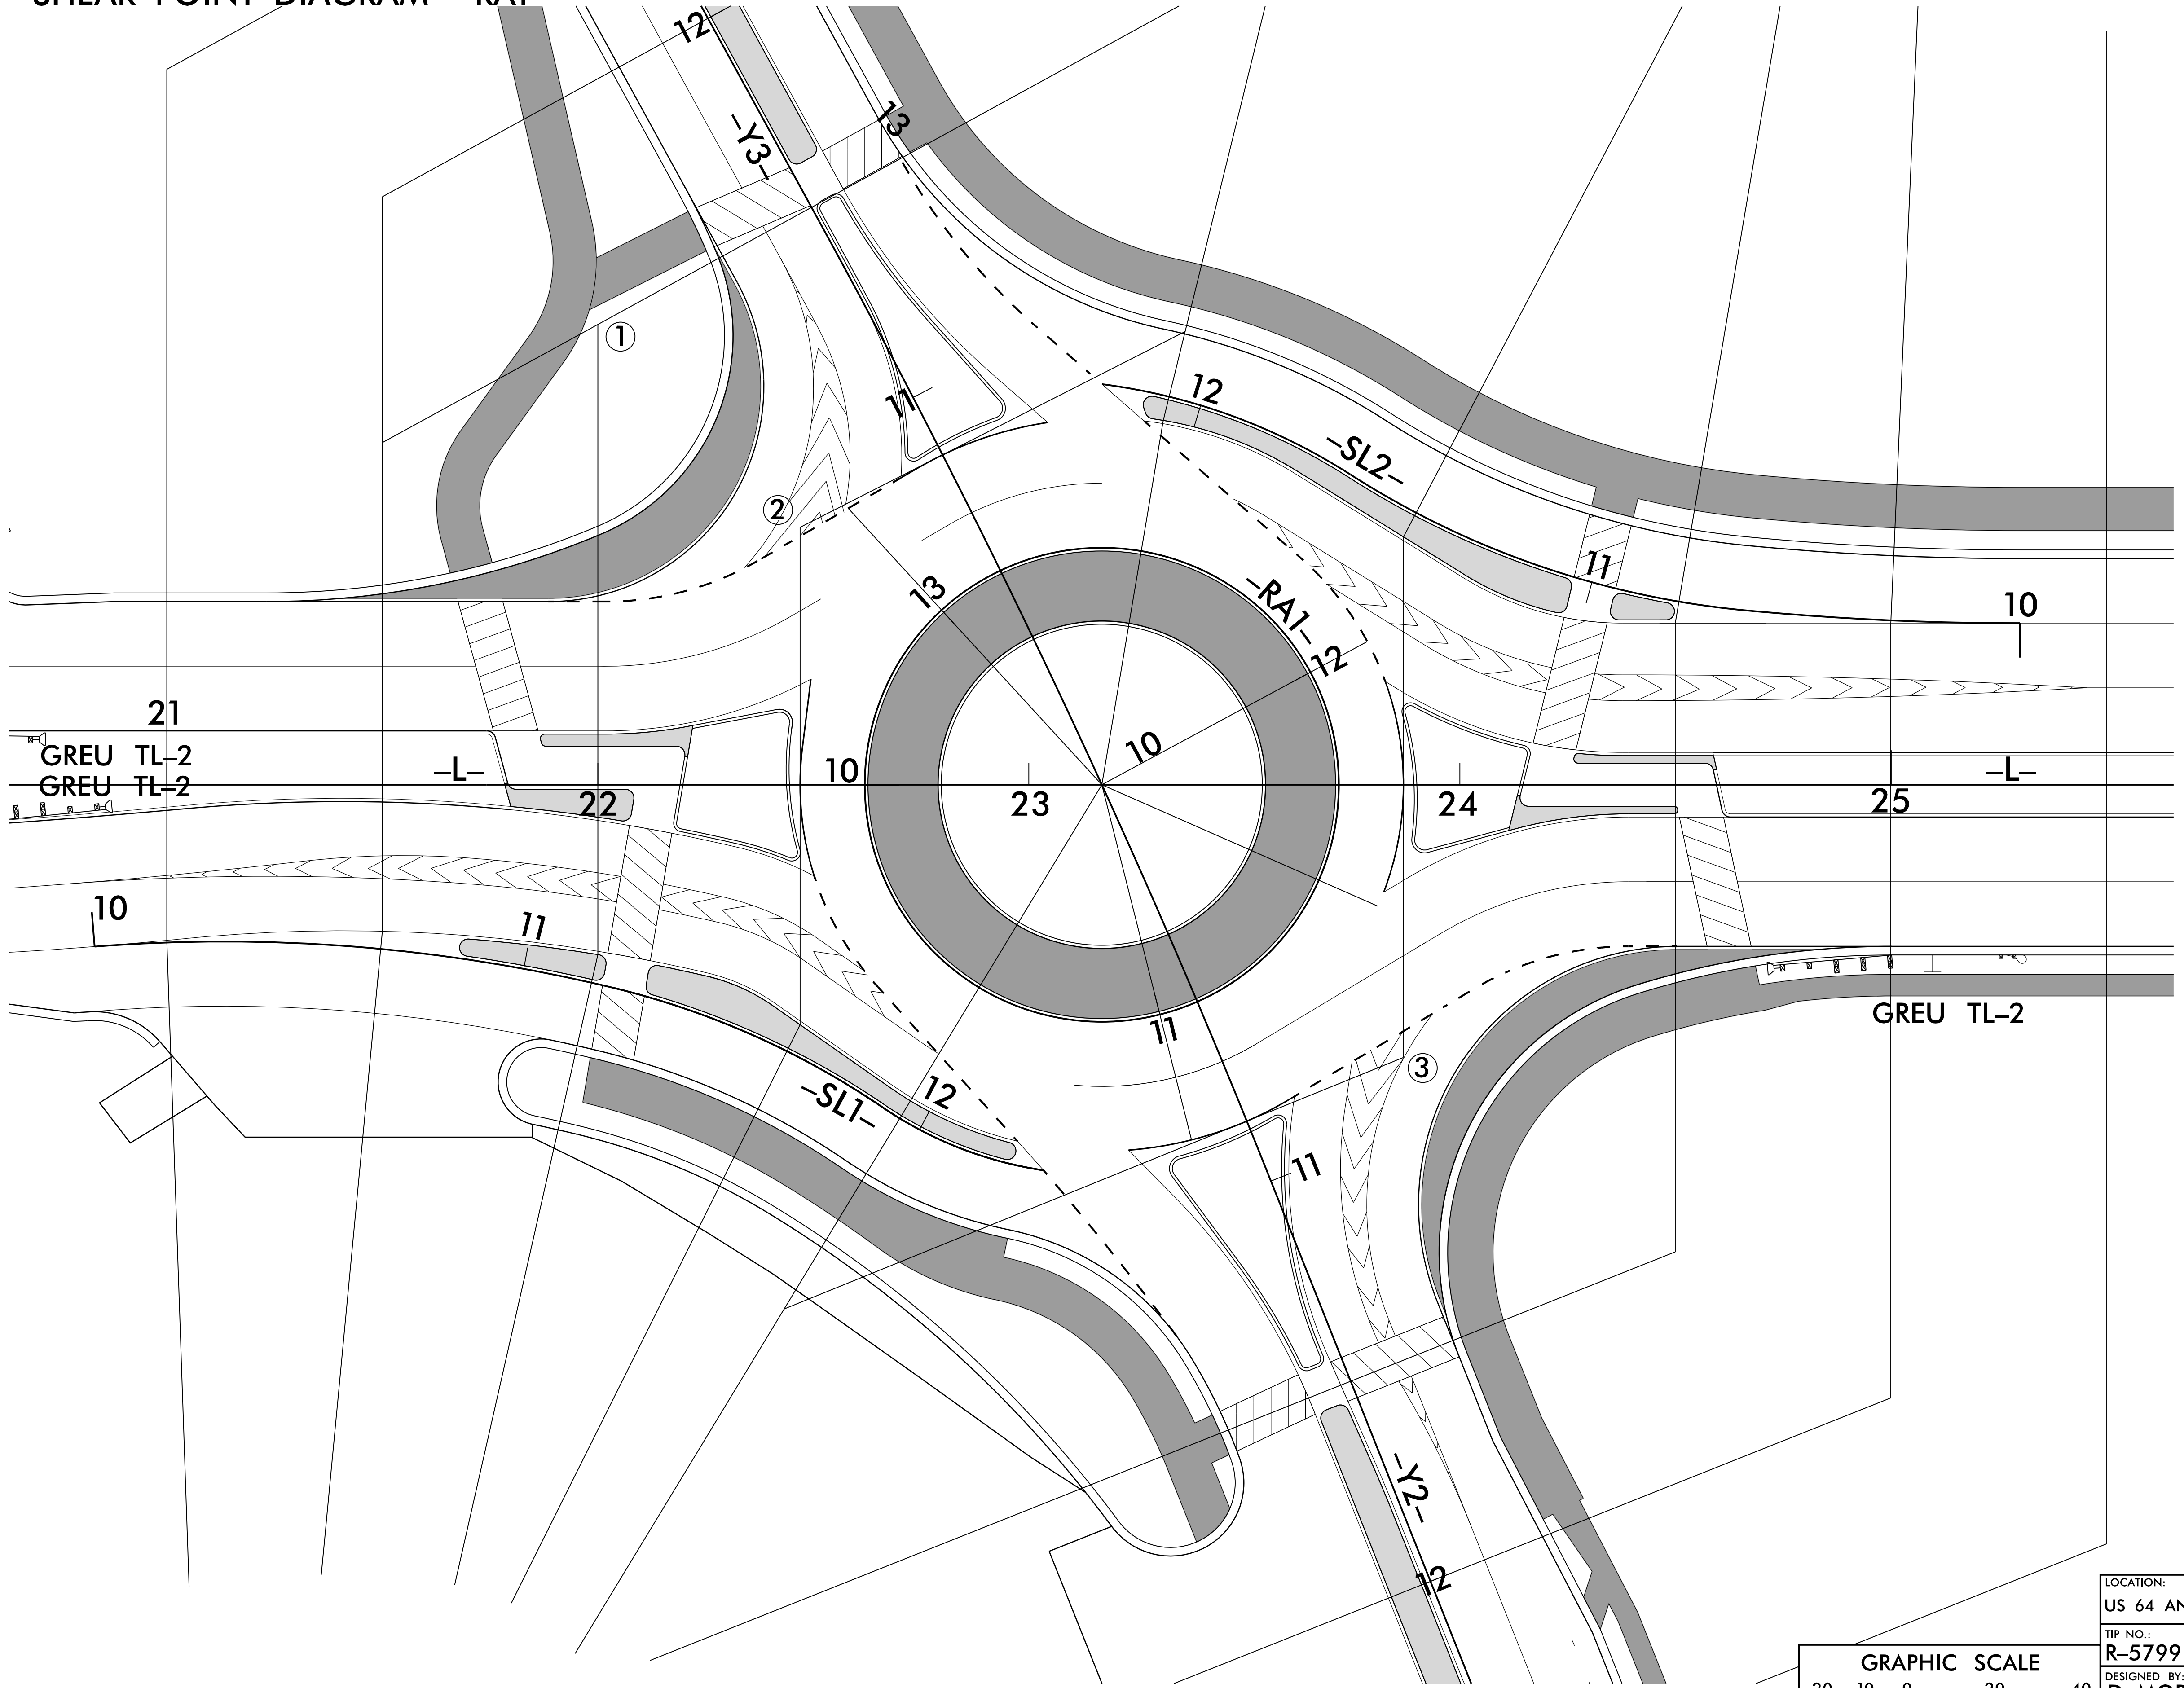 12
13
–Y3–
1
11
12
–SL2–
2
11
13
–RA1–
10
12
21
GREU TL–2
–L–
10
10
–L–
GREU TL–2
22
23
24
25
10
11
11
GREU TL–2
3
12
–SL1–
11
–Y2–
12
LOCATION:
US 64
TIP NO.:
R–5799
GRAPHIC SCALE
DESIGNED BY: